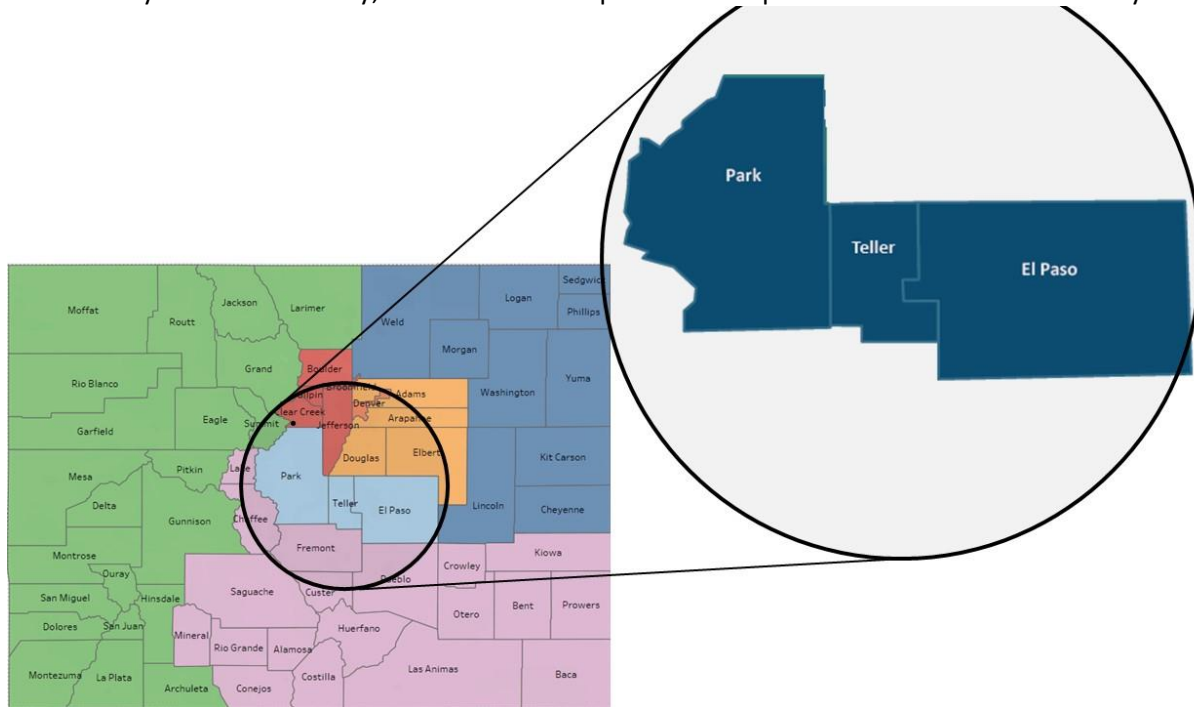 Park
Teller
El Paso
Moffat
Routt
Jackson
Larimer
Weld
Logan
Sedgwic
Phillips
Morgan
Grand
Boulder
Washington
Yuma
Rio Blanco
Broomfield
Adams
Denver
Clear Creek
Arapahoe
Eagle
Summit
Jefferson
Garfield
Douglas
Elbert
Kit Carson
Mesa
Pitkin
Lake
Park
Delta
Teller
El Paso
Lincoln
Cheyenne
Gunnison
Chaffee
Montrose
Fremont
Kiowa
Ouray
Crowley
Pueblo
San Miguel
Hinsdale
Saguache
Custer
Otero
Bent
Prowers
Dolores
San Juan
Mineral
Huerfano
Rio Grande
Alamosa
Montezuma
La Plata
Archuleta
Conejos
Costilla
Las Animas
Baca